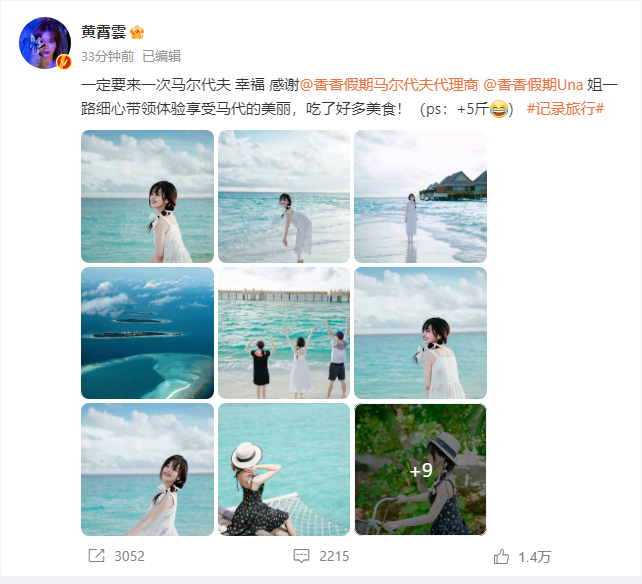 黄霄雲
33分钟前 已编辑
一定要来一次马尔代夫 幸福 感谢@香香假期马尔代夫代理商 @香香假期Una 姐一
路细心带领体验享受马代的美丽，吃了好多美食！（ps：+5斤😂） #记录旅行#
+9
3052 2215 1.4万